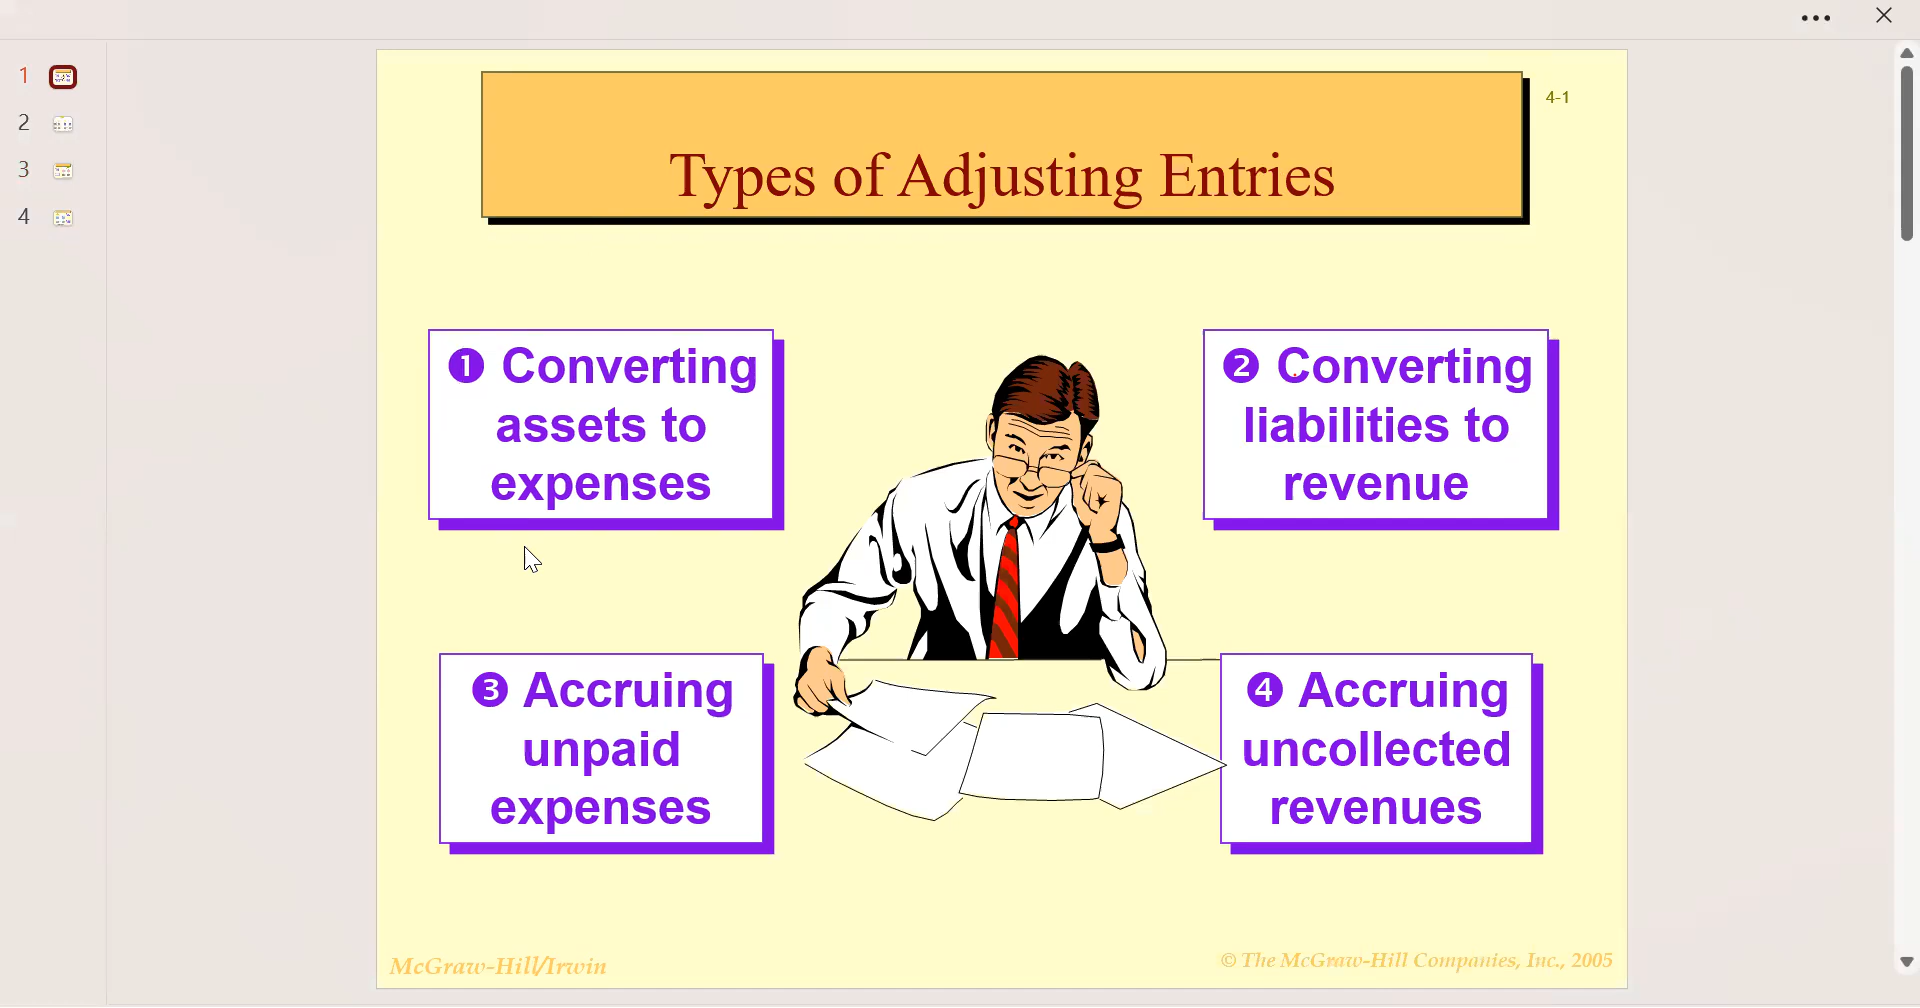 1
2
3
4
4-1
Types of Adjusting Entries
❶ Converting
assets to
expenses
❷ Converting
liabilities to
revenue
❸ Accruing
unpaid
expenses
❹ Accruing
uncollected
revenues
McGraw-Hill/Irwin
© The McGraw-Hill Companies, Inc., 2005